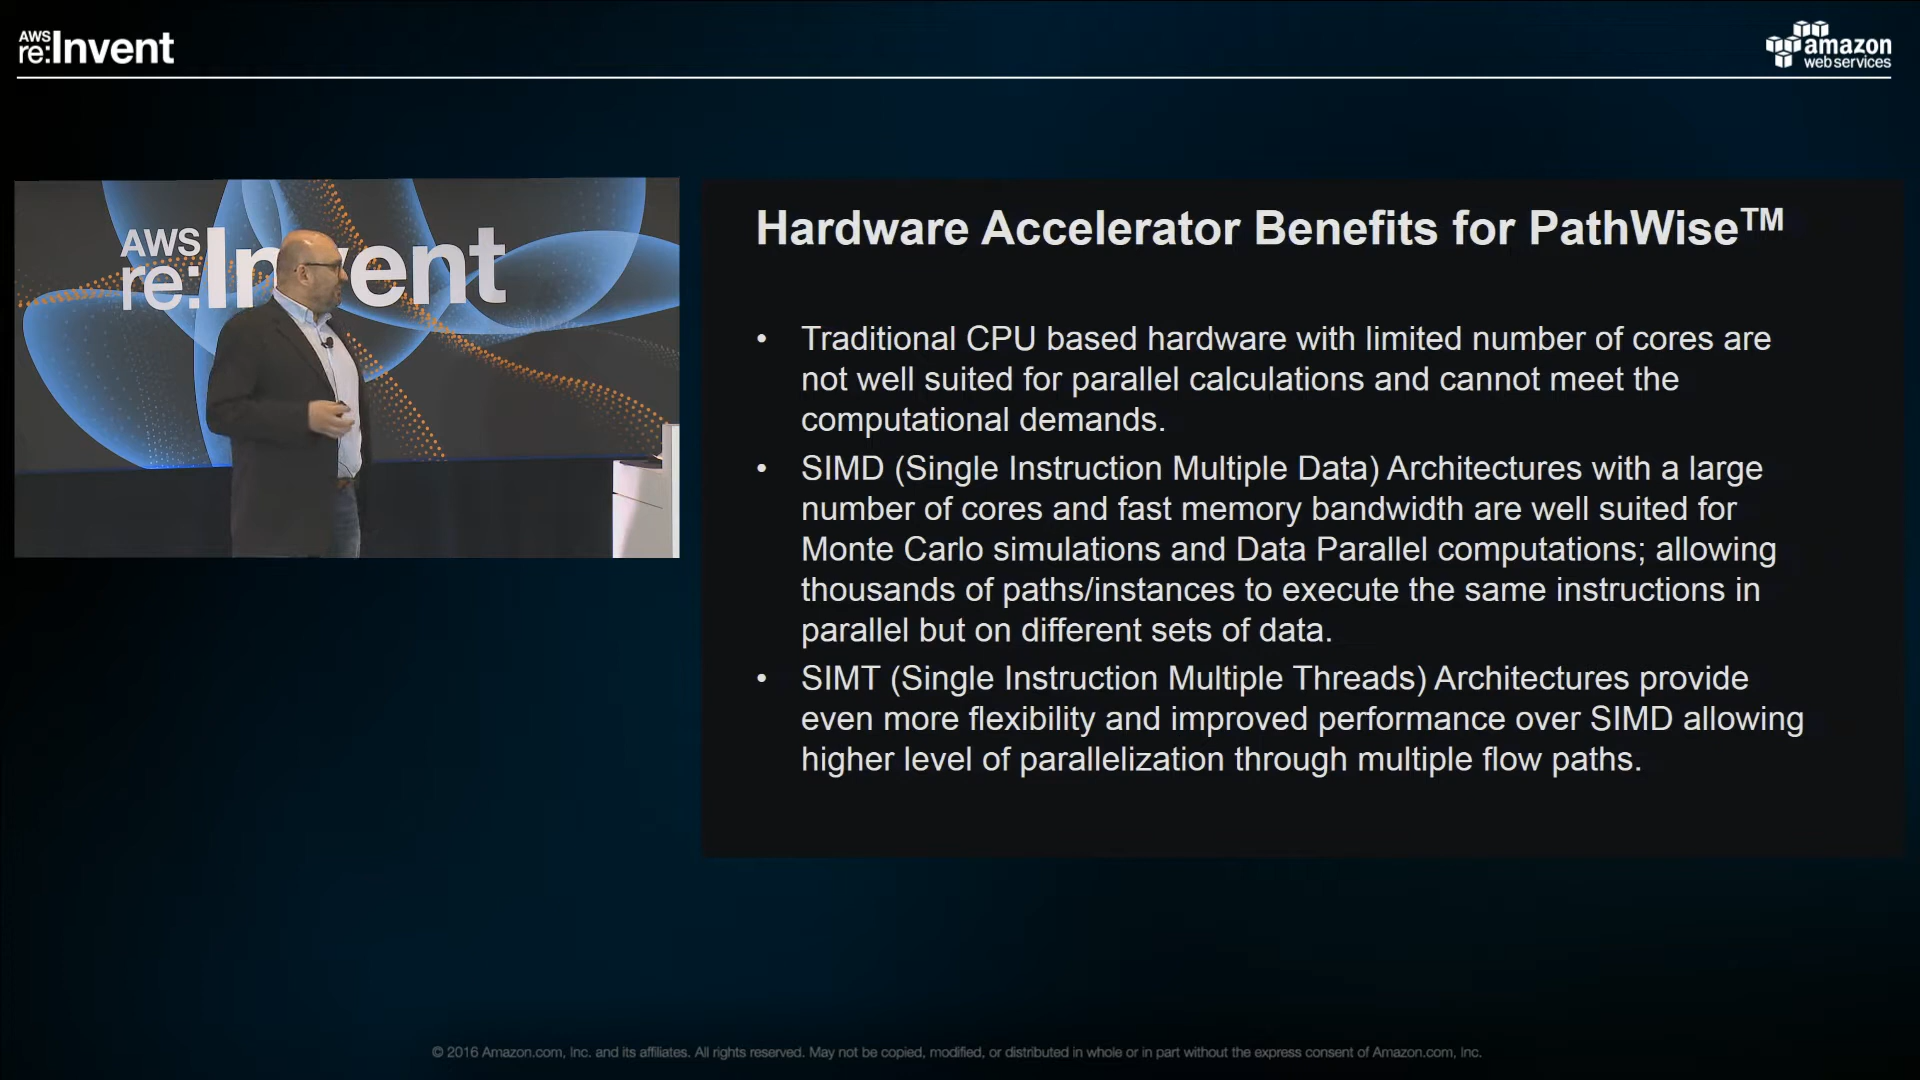 AWS
re:Invent
amazon
web services
AWS
re:Invent
Hardware Accelerator Benefits for PathWise™
• Traditional CPU based hardware with limited number of cores are
not well suited for parallel calculations and cannot meet the
computational demands.
• SIMD (Single Instruction Multiple Data) Architectures with a large
number of cores and fast memory bandwidth are well suited for
Monte Carlo simulations and Data Parallel computations; allowing
thousands of paths/instances to execute the same instructions in
parallel but on different sets of data.
• SIMT (Single Instruction Multiple Threads) Architectures provide
even more flexibility and improved performance over SIMD allowing
higher level of parallelization through multiple flow paths.
© 2016 Amazon.com, Inc. and its affiliates. All rights reserved. May not be copied, modified, or distributed in whole or in part without the express consent of Amazon.com, Inc.